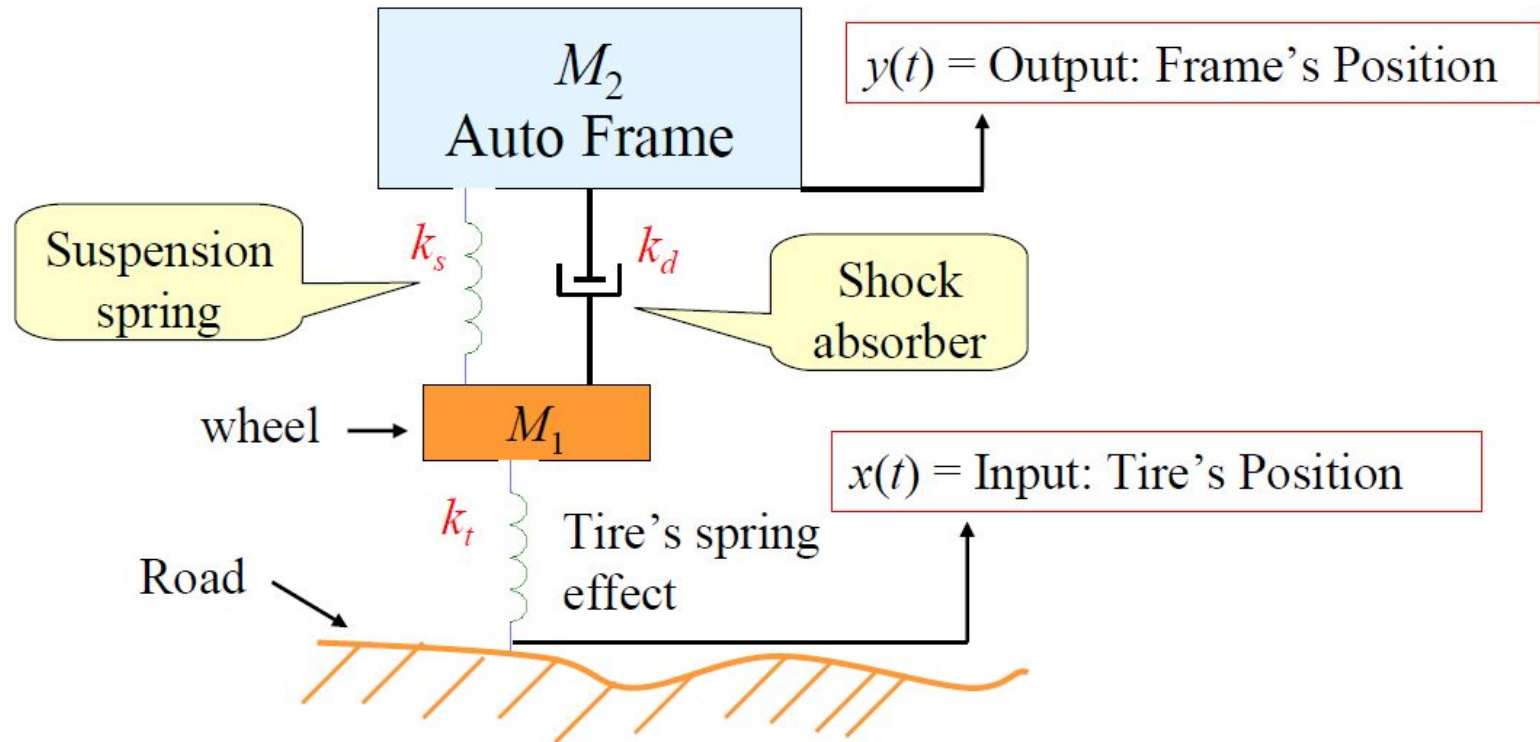 M₂
Auto Frame
y(t) = Output: Frame's Position
Suspension
spring
kₛ
k_d
Shock
absorber
wheel
M₁
x(t) = Input: Tire's Position
kₜ
Tire's spring
effect
Road